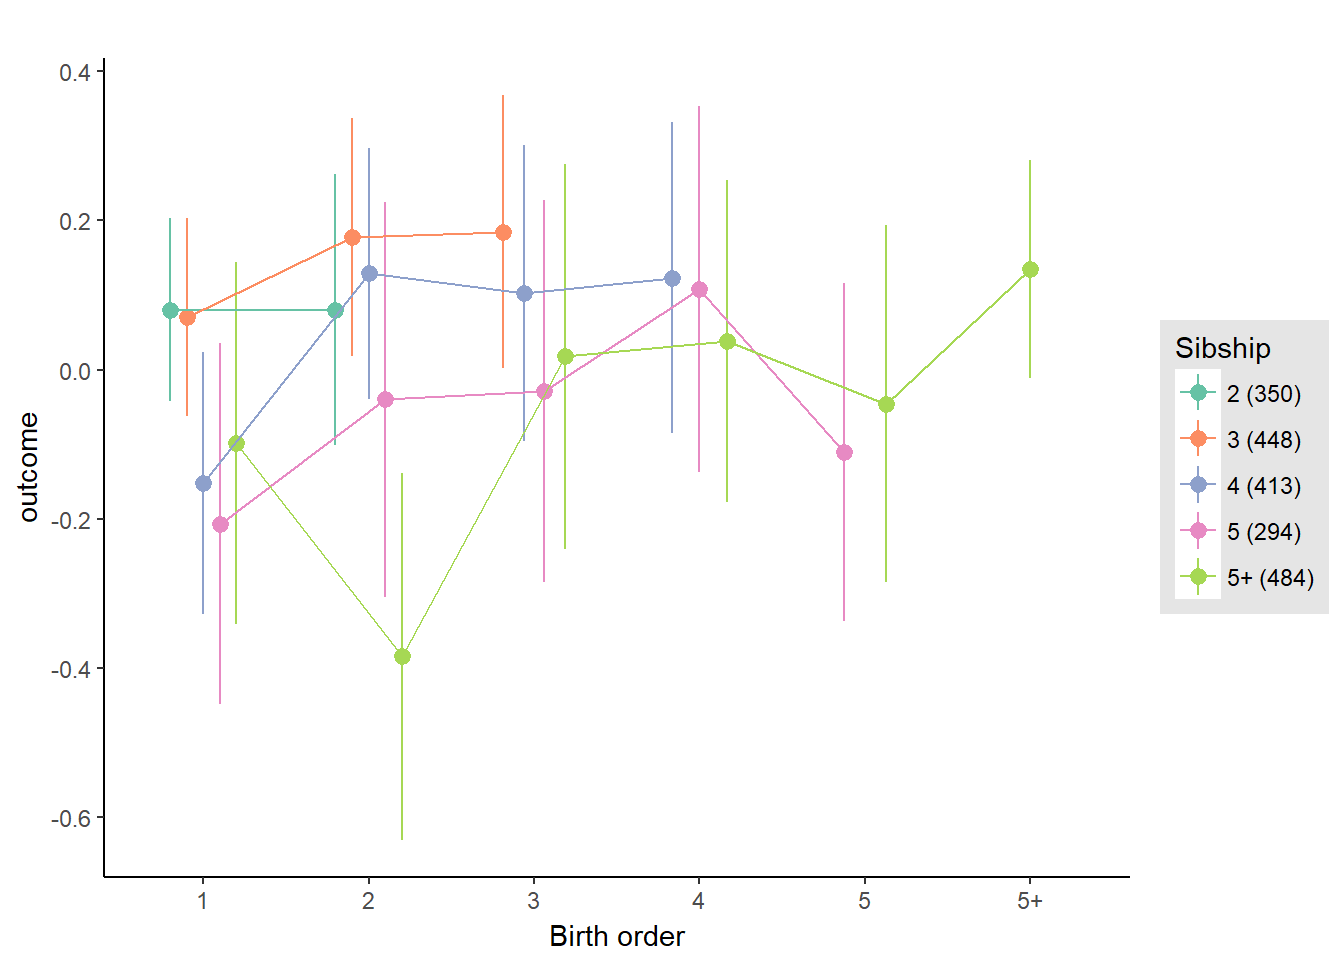 0.4
0.2
0.0
-0.2
-0.4
-0.6
outcome
1 2 3 4 5 5+
Birth order
Sibship
2 (350)
3 (448)
4 (413)
5 (294)
5+ (484)